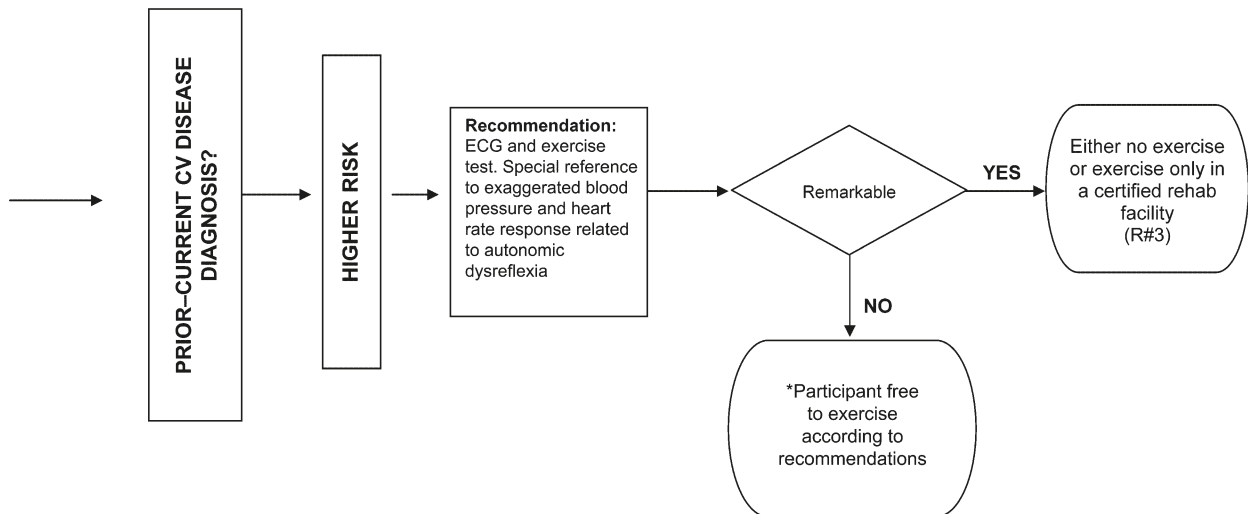 PRIOR–CURRENT CV DISEASE
DIAGNOSIS?
HIGHER RISK
Recommendation:
ECG and exercise
test. Special reference
to exaggerated blood
pressure and heart
rate response related
to autonomic
dysreflexia
Remarkable
YES
Either no exercise
or exercise only in
a certified rehab
facility
(R#3)
NO
*Participant free
to exercise
according to
recommendations